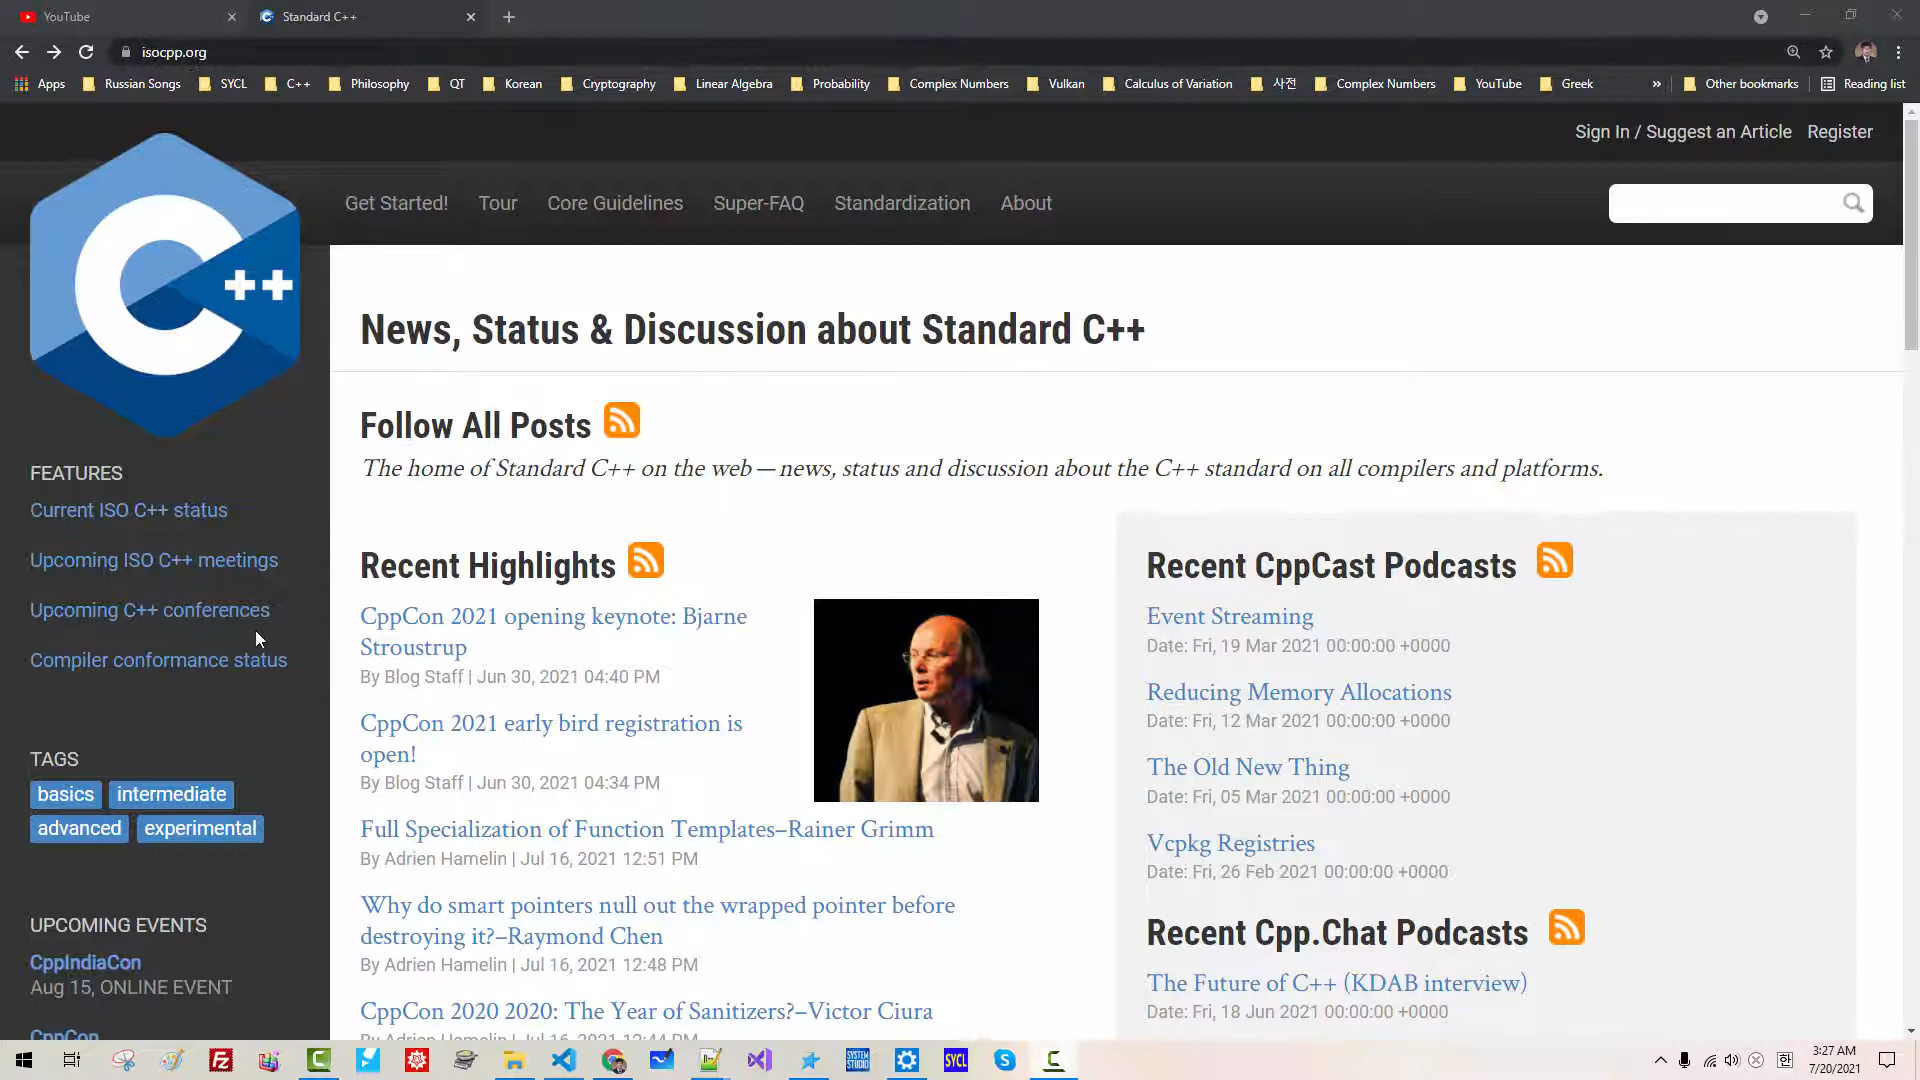 YouTube
Standard C++
isocpp.org
Apps
Russian Songs
SYCL
C++
Philosophy
QT
Korean
Cryptography
Linear Algebra
Probability
Complex Numbers
Vulkan
Calculus of Variation
사전
Complex Numbers
YouTube
Greek
»
Other bookmarks
Reading list
Sign In / Suggest an Article
Register
C++
Get Started!
Tour
Core Guidelines
Super-FAQ
Standardization
About
News, Status & Discussion about Standard C++
Follow All Posts
The home of Standard C++ on the web — news, status and discussion about the C++ standard on all compilers and platforms.
FEATURES
Current ISO C++ status
Upcoming ISO C++ meetings
Upcoming C++ conferences
Compiler conformance status
TAGS
basics
intermediate
advanced
experimental
UPCOMING EVENTS
CppIndiaCon
Aug 15, ONLINE EVENT
CppCon
Recent Highlights
CppCon 2021 opening keynote: Bjarne
Stroustrup
By Blog Staff | Jun 30, 2021 04:40 PM
CppCon 2021 early bird registration is
open!
By Blog Staff | Jun 30, 2021 04:34 PM
Full Specialization of Function Templates–Rainer Grimm
By Adrien Hamelin | Jul 16, 2021 12:51 PM
Why do smart pointers null out the wrapped pointer before
destroying it?–Raymond Chen
By Adrien Hamelin | Jul 16, 2021 12:48 PM
CppCon 2020 2020: The Year of Sanitizers?–Victor Ciura
By Adrien Hamelin | Jul 16, 2021 12:44 PM
Recent CppCast Podcasts
Event Streaming
Date: Fri, 19 Mar 2021 00:00:00 +0000
Reducing Memory Allocations
Date: Fri, 12 Mar 2021 00:00:00 +0000
The Old New Thing
Date: Fri, 05 Mar 2021 00:00:00 +0000
Vcpkg Registries
Date: Fri, 26 Feb 2021 00:00:00 +0000
Recent Cpp.Chat Podcasts
The Future of C++ (KDAB interview)
Date: Fri, 18 Jun 2021 00:00:00 +0000
SYSTEM
STUDIO
SYCL
한
3:27 AM
7/20/2021